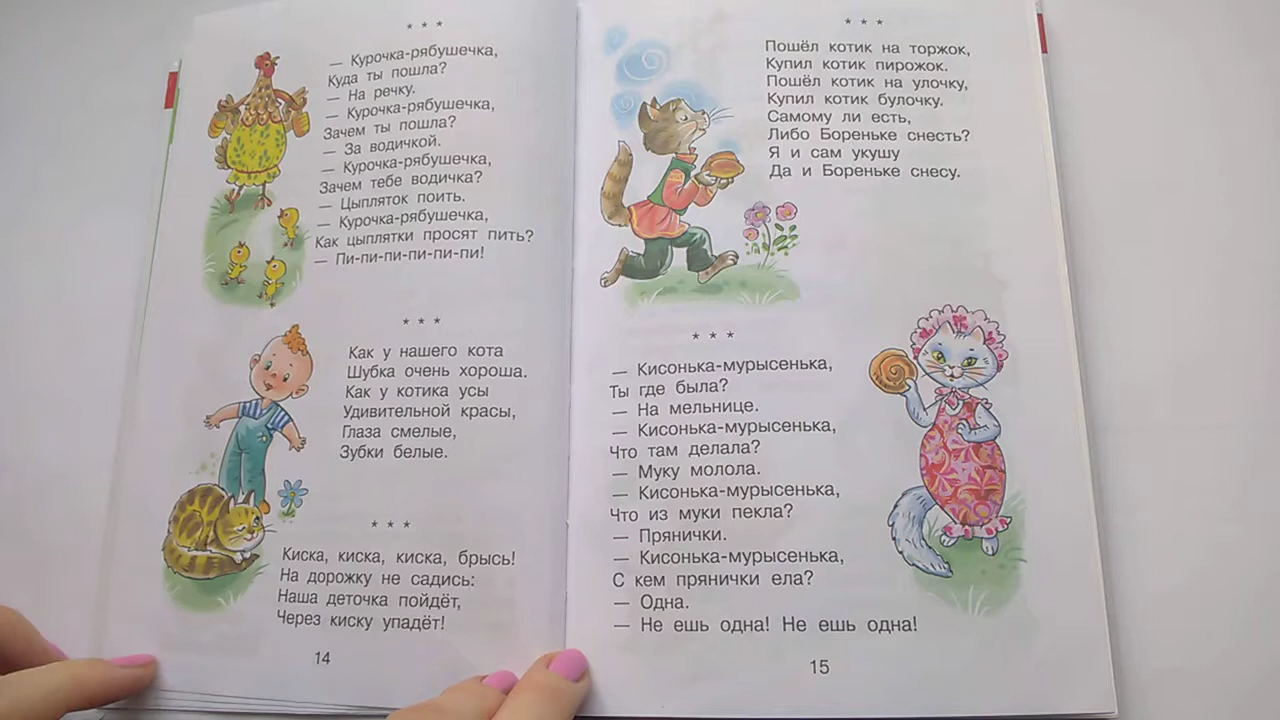 * * *
— Курочка-рябушечка,
Куда ты пошла?
— На речку.
— Курочка-рябушечка,
Зачем ты пошла?
— За водичкой.
— Курочка-рябушечка,
Зачем тебе водичка?
— Цыпляток поить.
— Курочка-рябушечка,
Как цыплятки просят пить?
— Пи-пи-пи-пи-пи-пи!
* * *
Как у нашего кота
Шубка очень хороша.
Как у котика усы
Удивительной красы,
Глаза смелые,
Зубки белые.
* * *
Киска, киска, киска, брысь!
На дорожку не садись:
Наша деточка пойдёт,
Через киску упадёт!
14
* * *
Пошёл котик на торжок,
Купил котик пирожок.
Пошёл котик на улочку,
Купил котик булочку.
Самому ли есть,
Либо Бореньке снесть?
Я и сам укушу
Да и Бореньке снесу.
* * *
— Кисонька-мурысенька,
Ты где была?
— На мельнице.
— Кисонька-мурысенька,
Что там делала?
— Муку молола.
— Кисонька-мурысенька,
Что из муки пекла?
— Прянички.
— Кисонька-мурысенька,
С кем прянички ела?
— Одна.
— Не ешь одна! Не ешь одна!
15